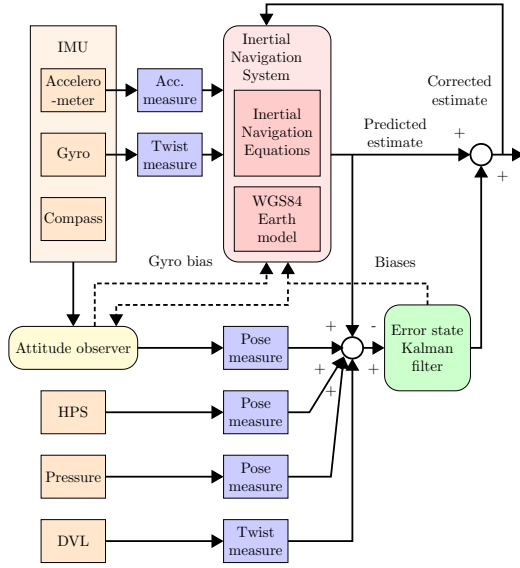 IMU
Accelero
-meter
Gyro
Compass
Acc.
measure
Twist
measure
Inertial
Navigation
System
Inertial
Navigation
Equations
WGS84
Earth
model
Corrected
estimate
Predicted
estimate
+
+
Gyro bias
Biases
Attitude observer
Pose
measure
+
-
+
+
+
+
Error state
Kalman
filter
HPS
Pose
measure
Pressure
Pose
measure
DVL
Twist
measure